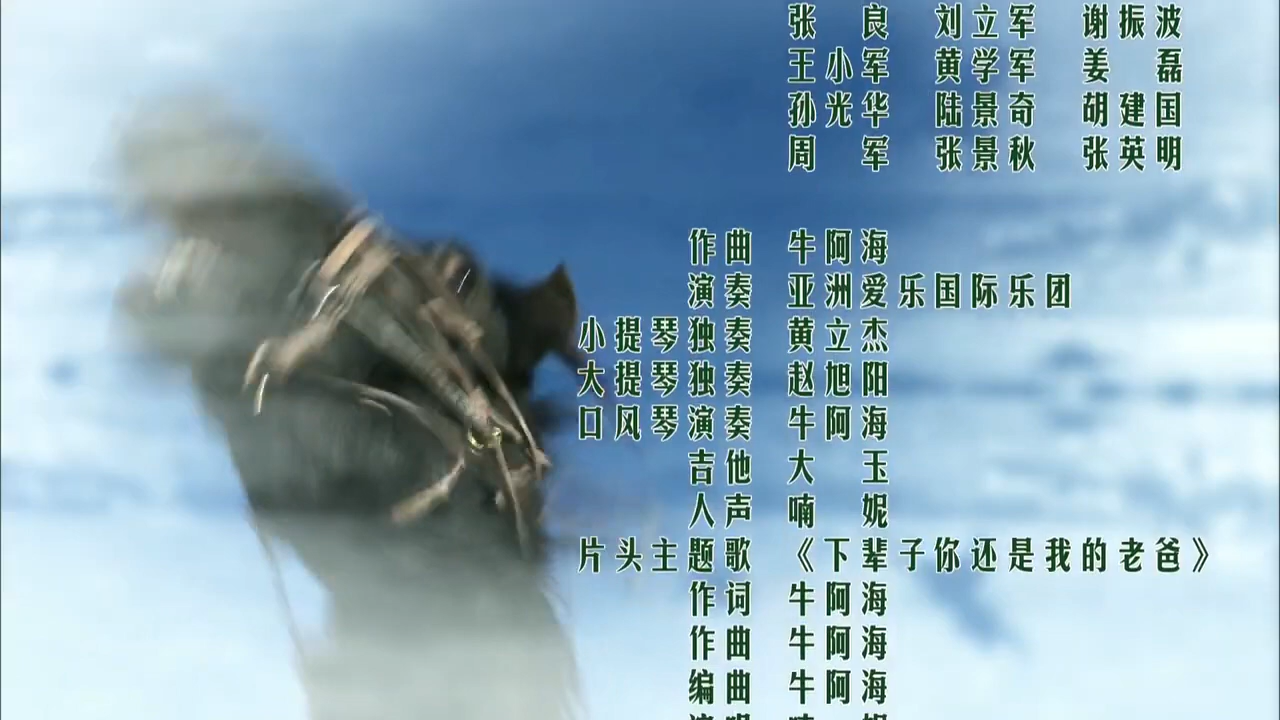 张　良　刘立军　谢振波
王小军　黄学军　姜　磊
孙光华　陆景奇　胡建国
周　军　张景秋　张英明
作曲　牛阿海
演奏　亚洲爱乐国际乐团
小提琴独奏　黄立杰
大提琴独奏　赵旭阳
口风琴演奏　牛阿海
吉他　大　玉
人声　喃　妮
片头主题歌　《下辈子你还是我的老爸》
作词　牛阿海
作曲　牛阿海
编曲　牛阿海